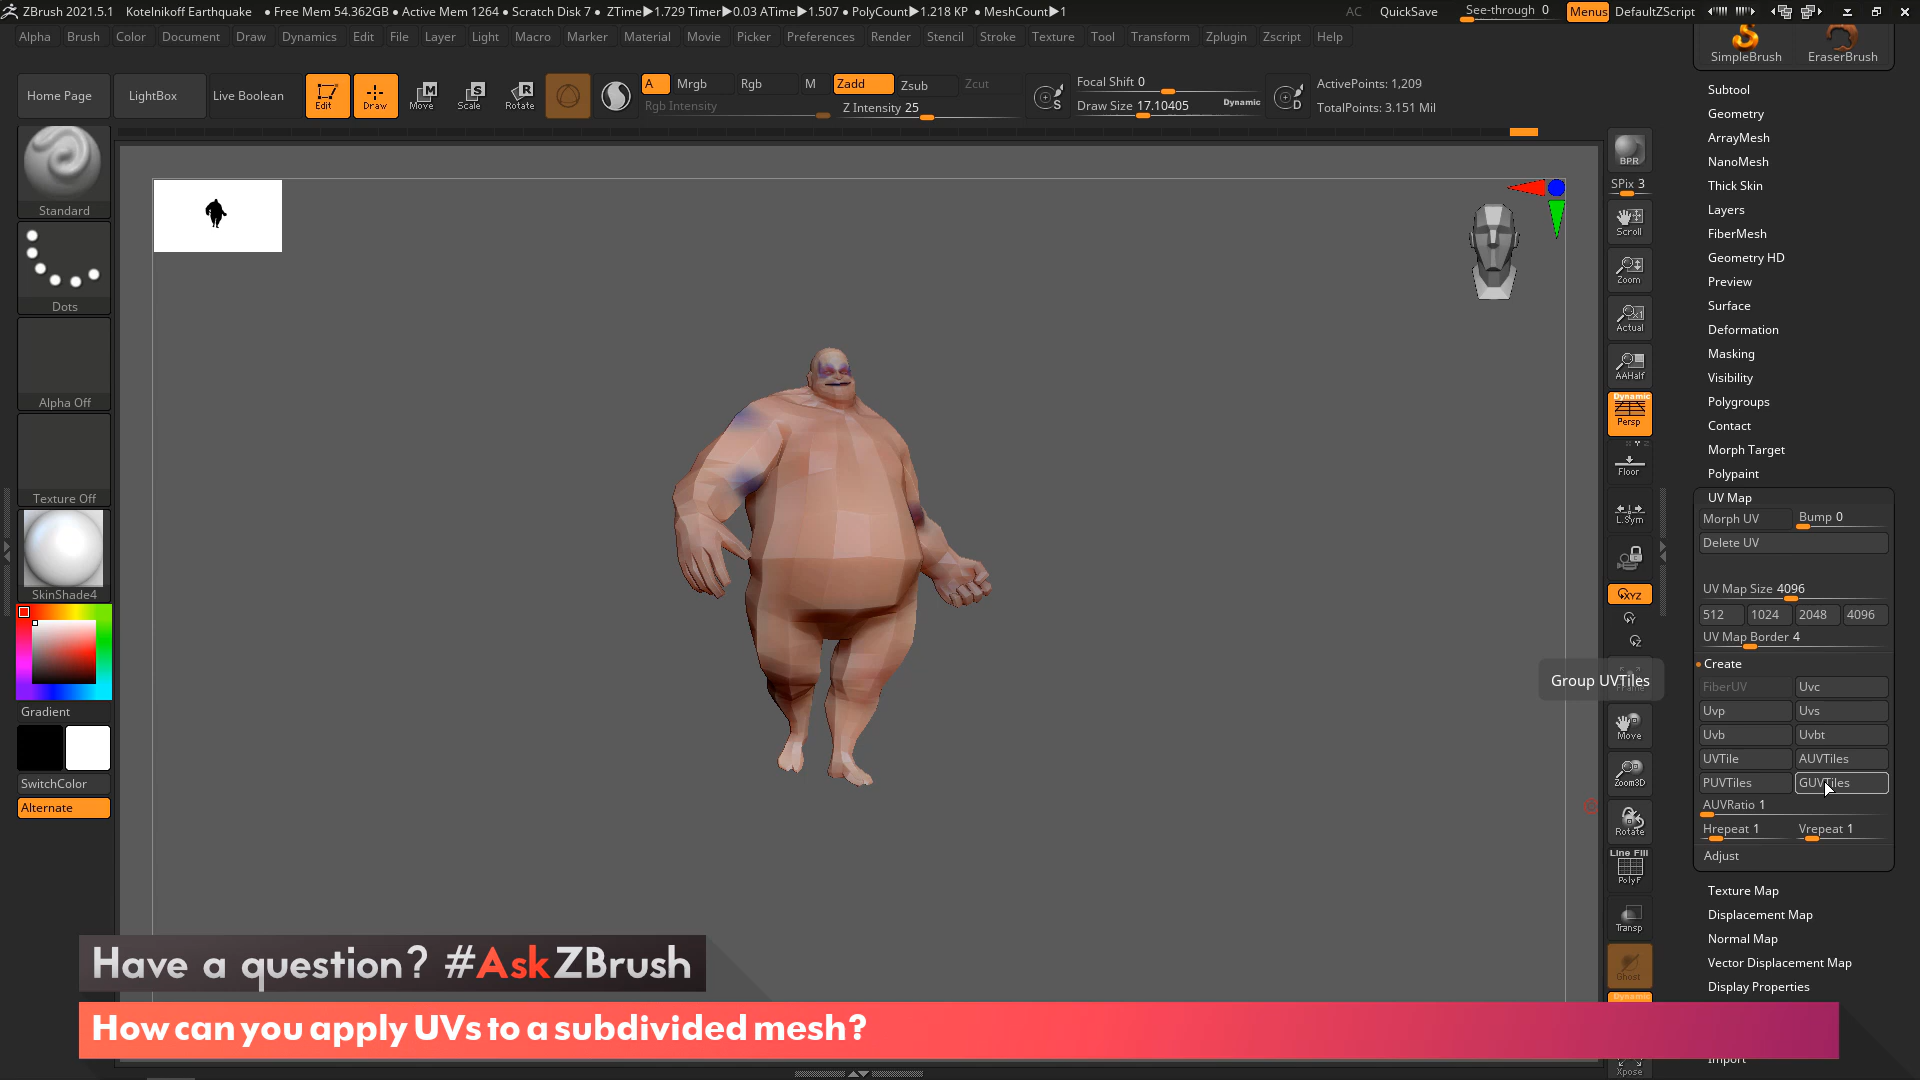 ZBrush 2021.5.1 Kotelnikoff Earthquake ● Free Mem 54.362GB ● Active Mem 1264 ● Scratch Disk 7 ● ZTime▶1.729 Timer▶0.03 ATime▶1.507 ● PolyCount▶1.218 KP ● MeshCount▶1 AC QuickSave See-through 0 Menus DefaultZScript
Alpha Brush Color Document Draw Dynamics Edit File Layer Light Macro Marker Material Movie Picker Preferences Render Stencil Stroke Texture Tool Transform Zplugin Zscript Help
SimpleBrush EraserBrush
Home Page LightBox Live Boolean Edit Draw Move Scale Rotate
A Mrgb Rgb M Zadd Zsub Zcut
Rgb Intensity Z Intensity 25
Focal Shift 0
Draw Size 17.10405 Dynamic
S D
ActivePoints: 1,209
TotalPoints: 3.151 Mil
Standard
Dots
Alpha Off
Texture Off
SkinShade4
Gradient
SwitchColor
Alternate
BPR
SPix 3
Scroll
Zoom
Actual
AAHalf
Dynamic
Persp
Floor
L.Sym
XYZ
Group UVTiles
Move
Zoom3D
Rotate
Line Fill
PolyF
Transp
Ghost
Dynamic
Xpose
Subtool
Geometry
ArrayMesh
NanoMesh
Thick Skin
Layers
FiberMesh
Geometry HD
Preview
Surface
Deformation
Masking
Visibility
Polygroups
Contact
Morph Target
Polypaint
UV Map
Morph UV Bump 0
Delete UV
UV Map Size 4096
512 1024 2048 4096
UV Map Border 4
Create
FiberUV Uvc
Uvp Uvs
Uvb Uvbt
UVTile AUVTiles
PUVTiles GUVTiles
AUVRatio 1
Hrepeat 1 Vrepeat 1
Adjust
Texture Map
Displacement Map
Normal Map
Vector Displacement Map
Display Properties
Import
Have a question? #AskZBrush
How can you apply UVs to a subdivided mesh?